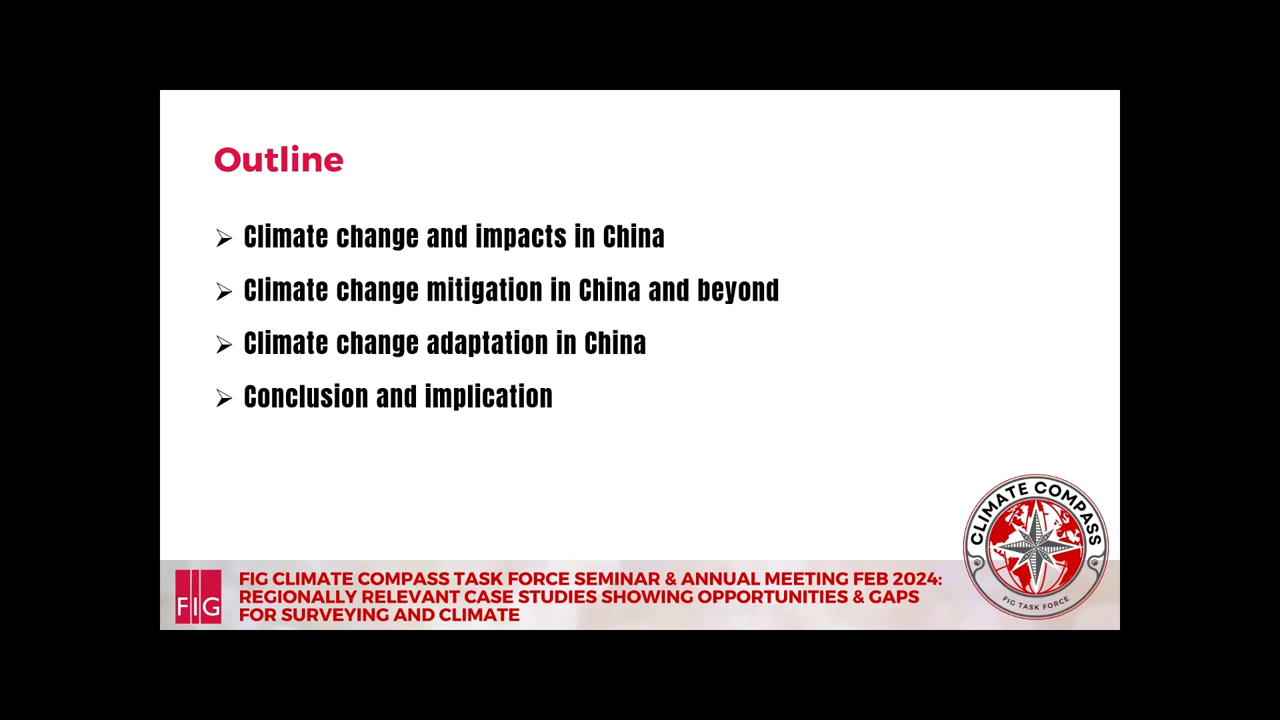 Outline
➢ Climate change and impacts in China
➢ Climate change mitigation in China and beyond
➢ Climate change adaptation in China
➢ Conclusion and implication
CLIMATE COMPASS
FIG TASK FORCE
FIG
FIG CLIMATE COMPASS TASK FORCE SEMINAR & ANNUAL MEETING FEB 2024:
REGIONALLY RELEVANT CASE STUDIES SHOWING OPPORTUNITIES & GAPS
FOR SURVEYING AND CLIMATE